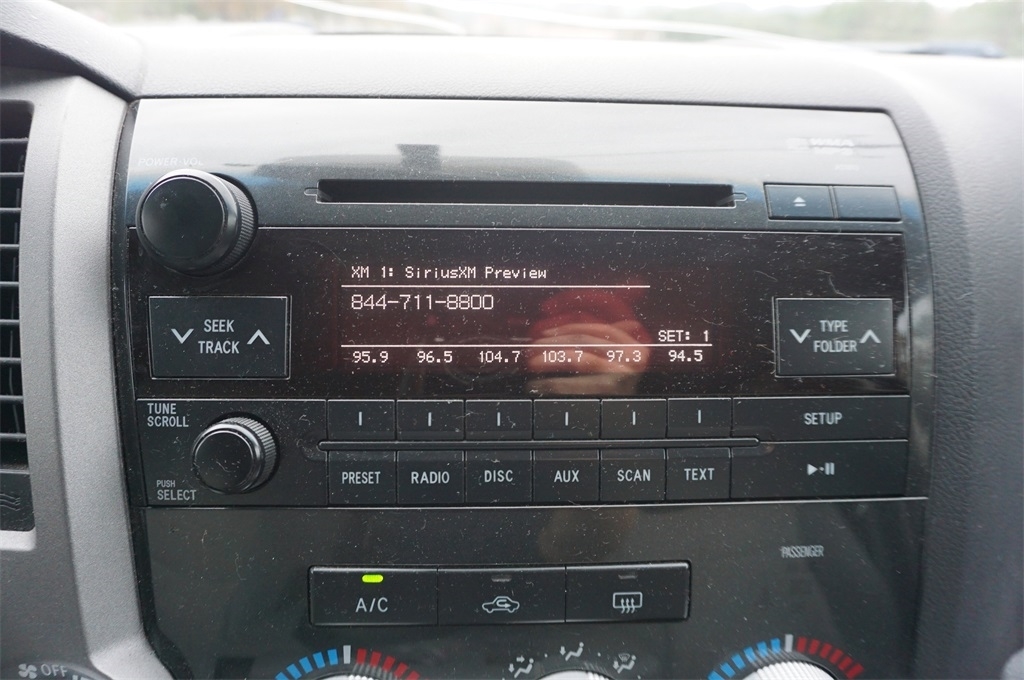 POWER·VOL
WMA
XM 1: SiriusXM Preview
844-711-8800
SET: 1
95.9 96.5 104.7 103.7 97.3 94.5
SEEK
TRACK
TYPE
FOLDER
TUNE
SCROLL
SETUP
PUSH
SELECT
PRESET RADIO DISC AUX SCAN TEXT
PASSENGER
A/C
OFF